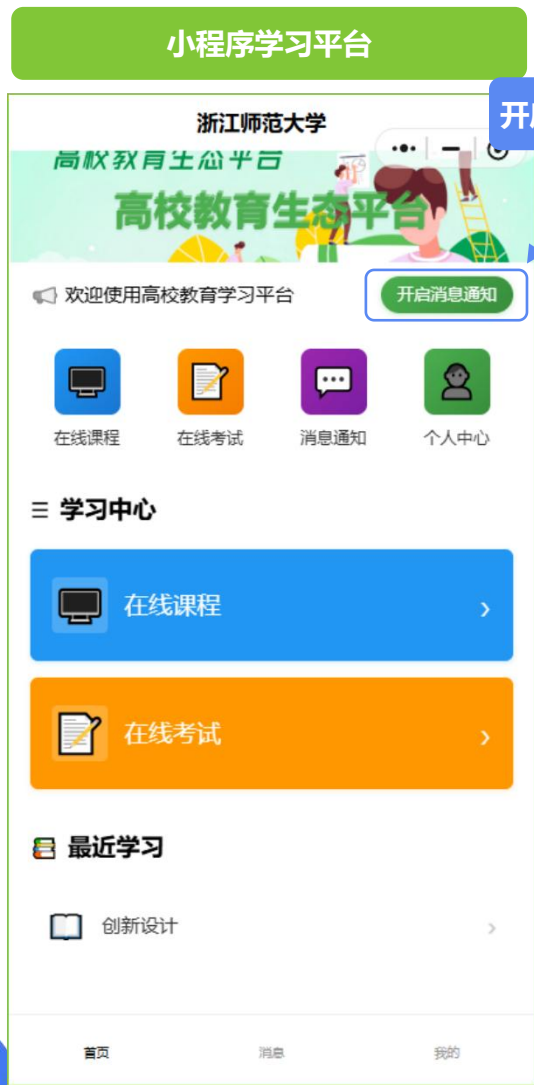 小程序学习平台
浙江师范大学
开
高校教育生态平台
高校教育生态平台
欢迎使用高校教育学习平台
开启消息通知
在线课程 在线考试 消息通知 个人中心
学习中心
在线课程
在线考试
最近学习
创新设计
首页 消息 我的